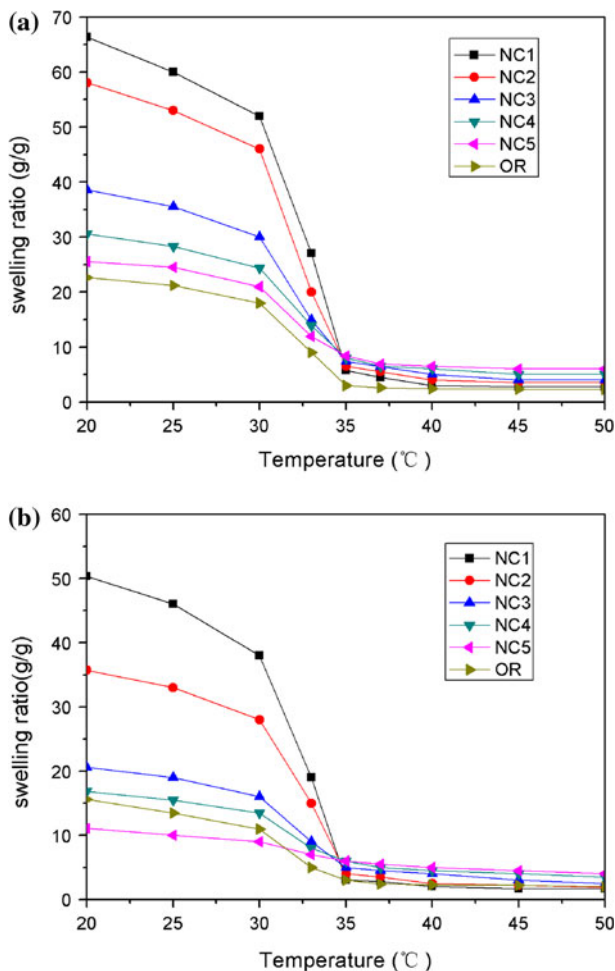 (a)
70
60
50
40
30
20
10
0
swelling ratio (g/g)
NC1
NC2
NC3
NC4
NC5
OR
20 25 30 35 40 45 50
Temperature (℃ )
(b)
60
50
40
30
20
10
0
swelling ratio(g/g)
NC1
NC2
NC3
NC4
NC5
OR
20 25 30 35 40 45 50
Temperature (℃ )